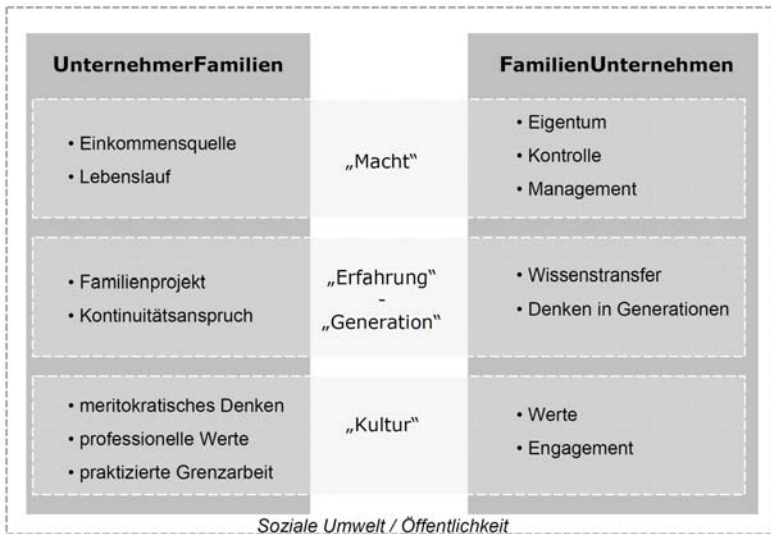 UnternehmerFamilien
FamilienUnternehmen
• Einkommensquelle
• Lebenslauf
„Macht“
• Eigentum
• Kontrolle
• Management
• Familienprojekt
• Kontinuitätsanspruch
„Erfahrung“
-
„Generation“
• Wissenstransfer
• Denken in Generationen
• meritokratisches Denken
• professionelle Werte
• praktizierte Grenzarbeit
„Kultur“
• Werte
• Engagement
Soziale Umwelt / Öffentlichkeit